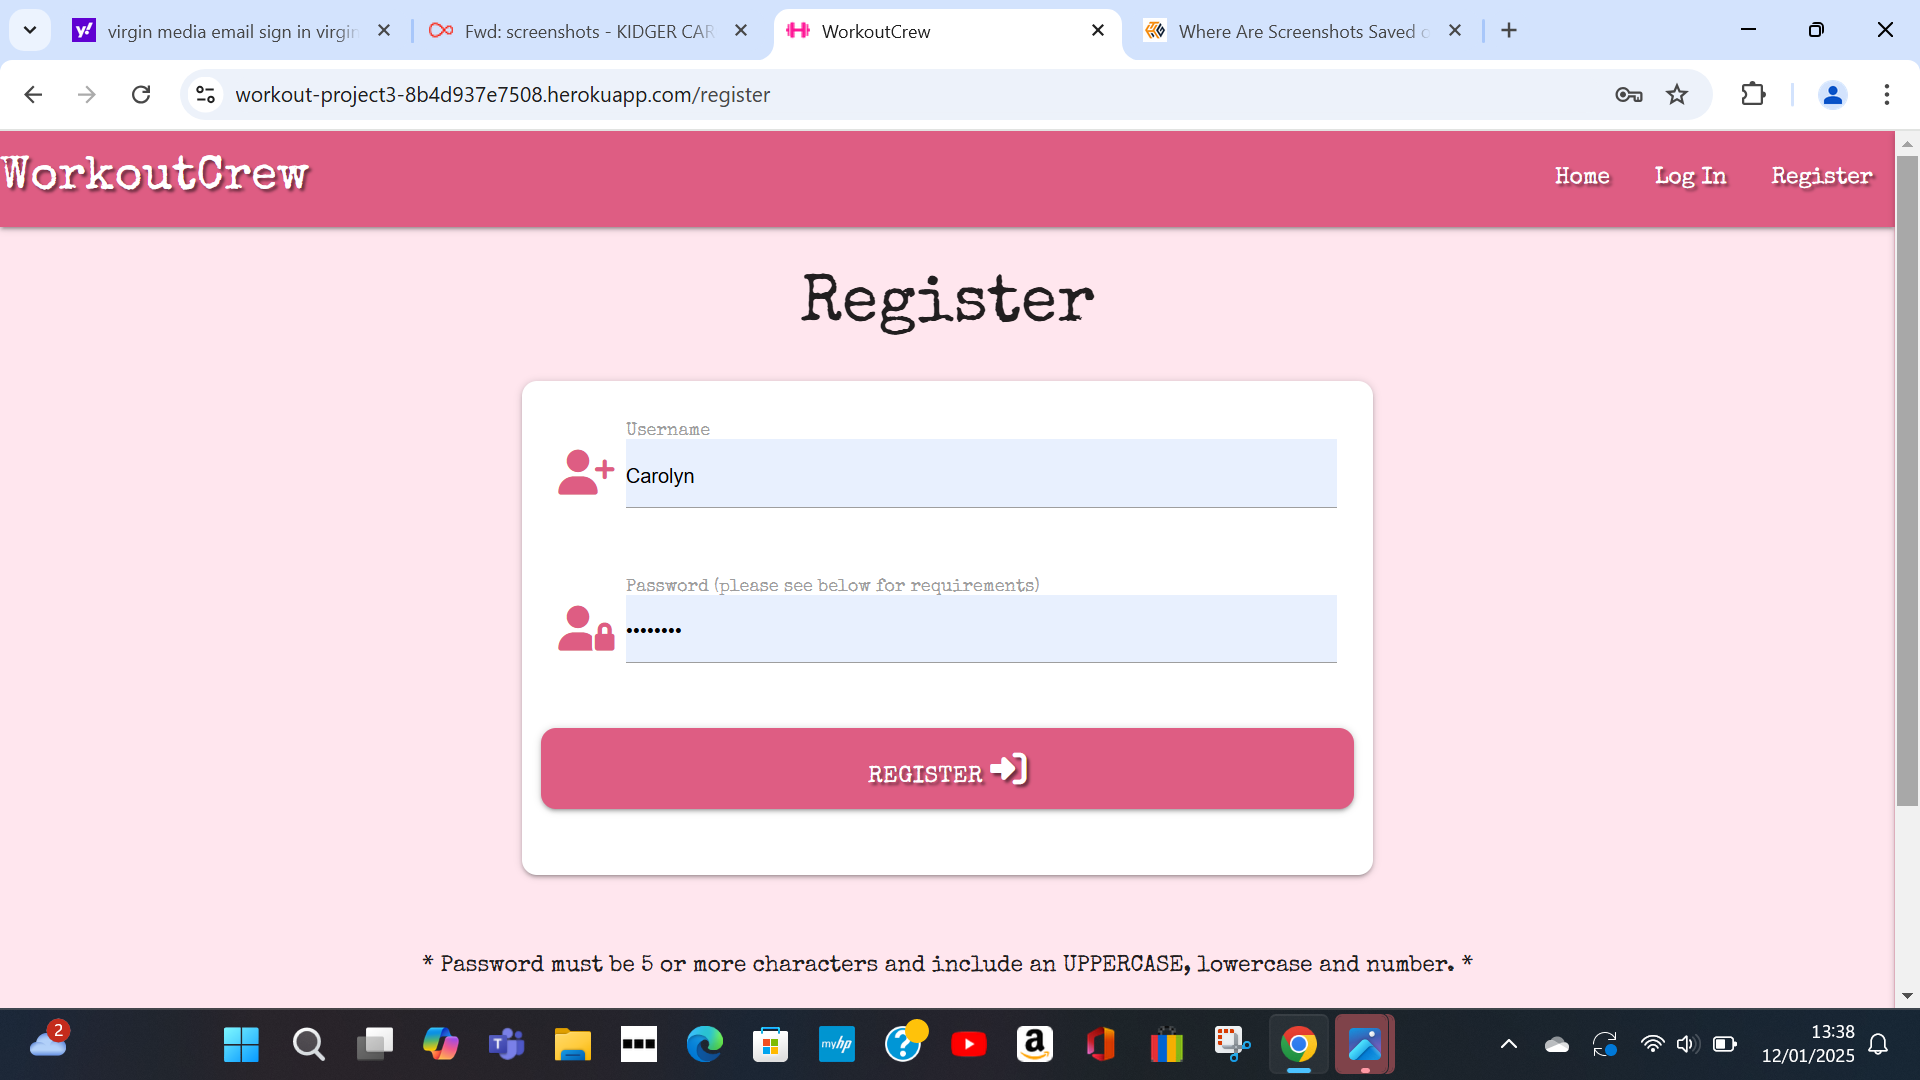 virgin media email sign in virgin
Fwd: screenshots - KIDGER CAR
WorkoutCrew
Where Are Screenshots Saved o
workout-project3-8b4d937e7508.herokuapp.com/register
WorkoutCrew
Home
Log In
Register
Register
Username
Carolyn
Password (please see below for requirements)
••••••••
REGISTER
* Password must be 5 or more characters and include an UPPERCASE, lowercase and number. *
2
myhp
13:38
12/01/2025